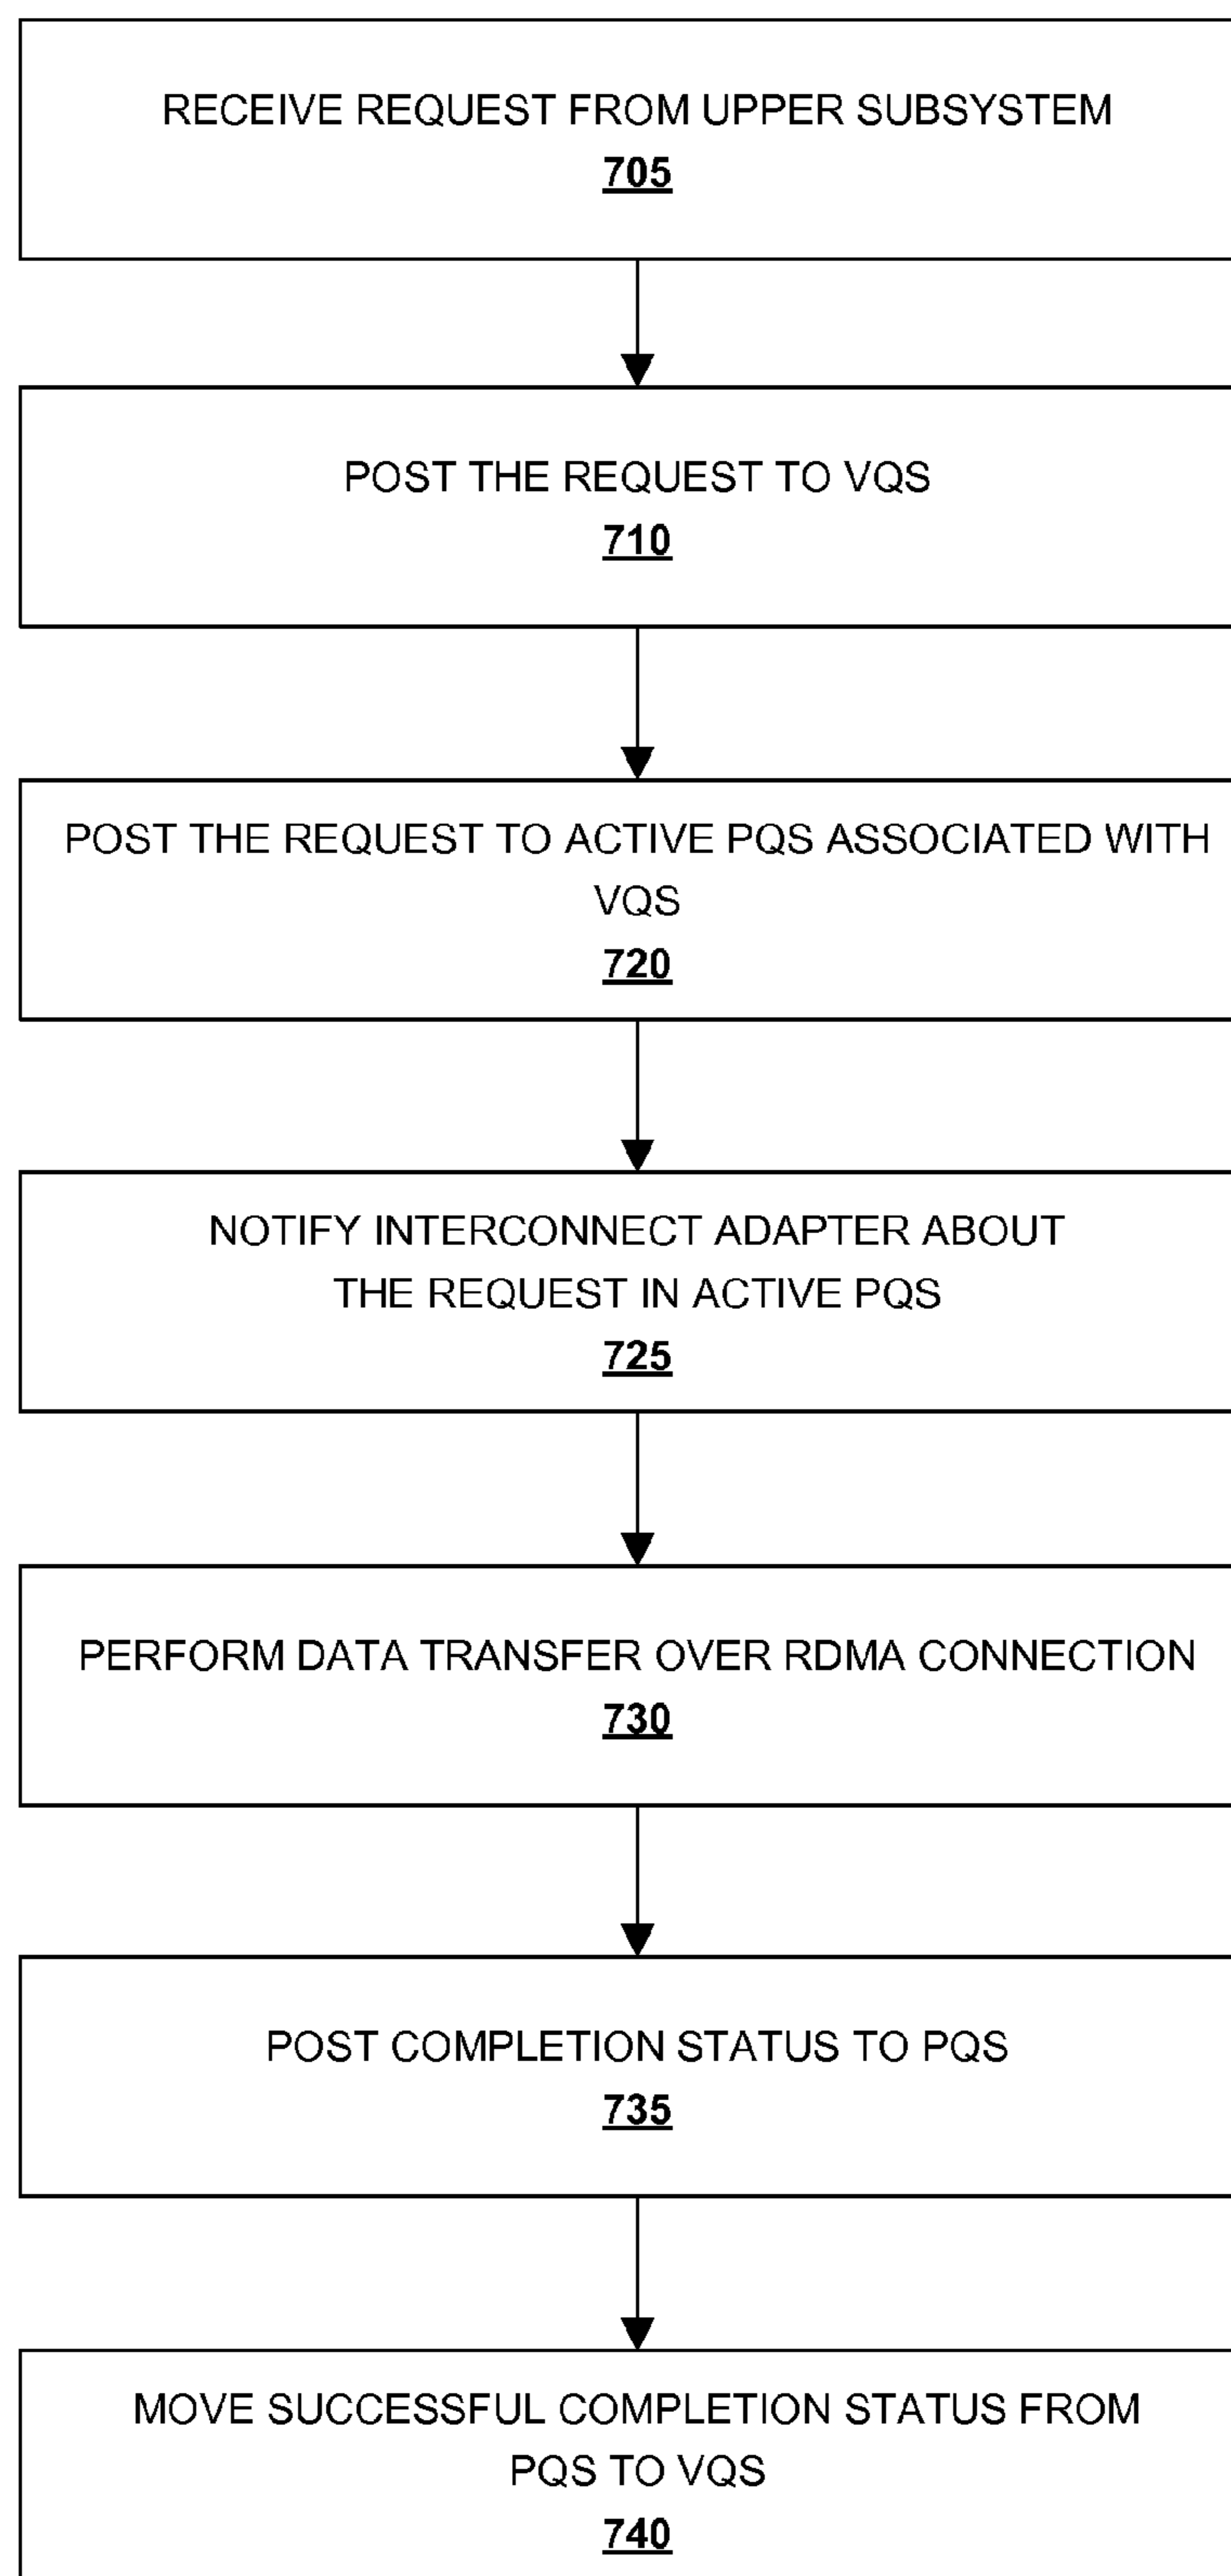 RECEIVE REQUEST FROM UPPER SUBSYSTEM
705
POST THE REQUEST TO VQS
710
POST THE REQUEST TO ACTIVE PQS ASSOCIATED WITH
VQS
720
NOTIFY INTERCONNECT ADAPTER ABOUT
THE REQUEST IN ACTIVE PQS
725
PERFORM DATA TRANSFER OVER RDMA CONNECTION
730
POST COMPLETION STATUS TO PQS
735
MOVE SUCCESSFUL COMPLETION STATUS FROM
PQS TO VQS
740